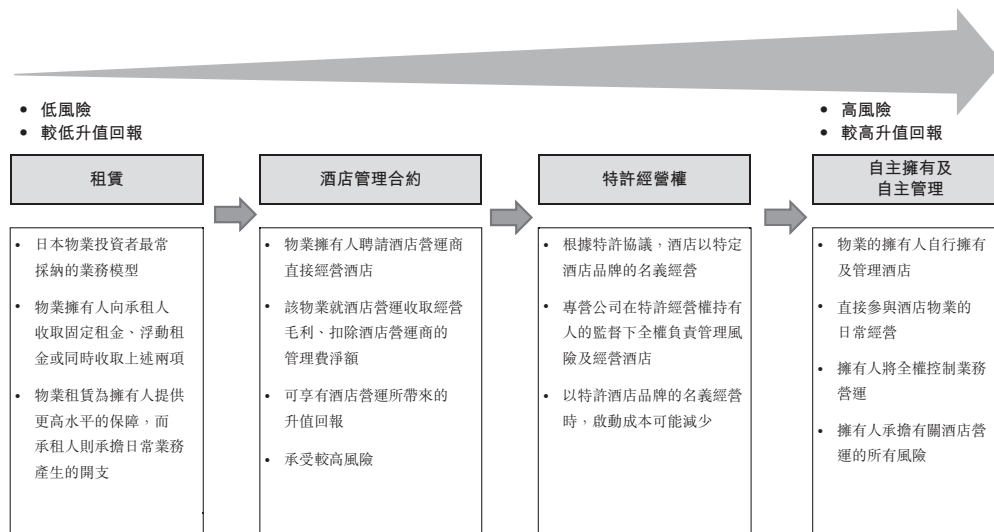 • 低風險
• 較低升值回報
• 高風險
• 較高升值回報
租賃
• 日本物業投資者最常
採納的業務模型
• 物業擁有人向承租人
收取固定租金、浮動租
金或同時收取上述兩項
• 物業租賃為擁有人提供
更高水平的保障，而
承租人則承擔日常業務
產生的開支
酒店管理合約
• 物業擁有人聘請酒店營運商
直接經營酒店
• 該物業就酒店營運收取經營
毛利、扣除酒店營運商的
管理費淨額
• 可享有酒店營運所帶來的
升值回報
• 承受較高風險
特許經營權
• 根據特許協議，酒店以特定
酒店品牌的名義經營
• 專營公司在特許經營權持有
人的監督下全權負責管理風
險及經營酒店
• 以特許酒店品牌的名義經營
時，啟動成本可能減少
自主擁有及
自主管理
• 物業的擁有人自行擁有
及管理酒店
• 直接參與酒店物業的
日常經營
• 擁有人將全權控制業務
營運
• 擁有人承擔有關酒店營
運的所有風險